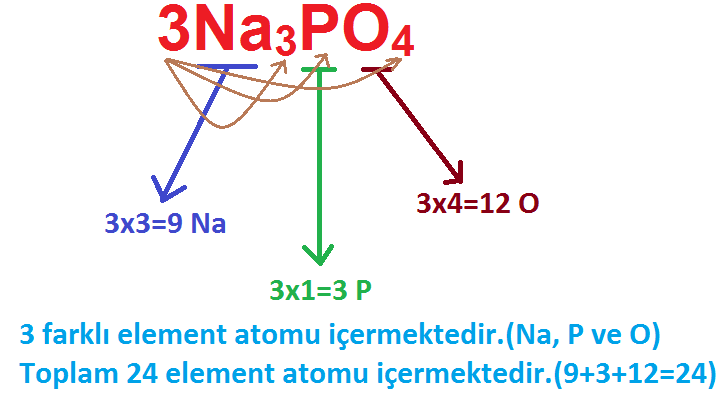 3Na₃PO₄
3x3=9 Na
3x4=12 O
3x1=3 P
3 farklı element atomu içermektedir.(Na, P ve O)
Toplam 24 element atomu içermektedir.(9+3+12=24)